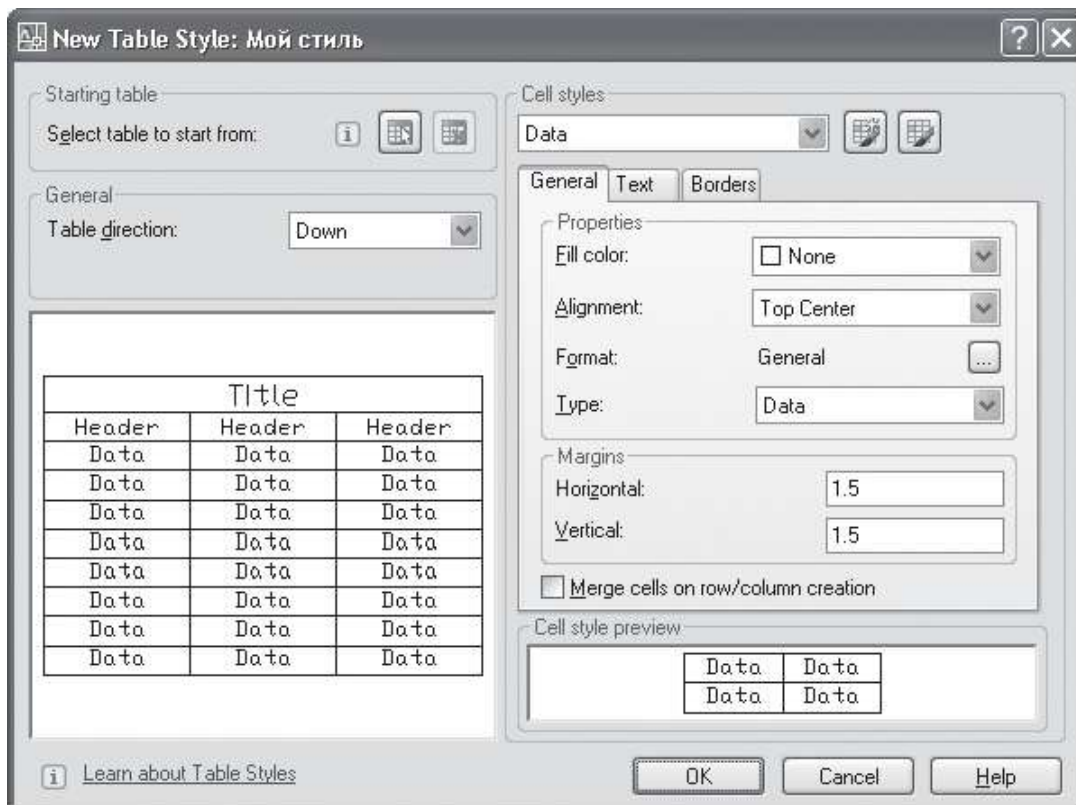 New Table Style: Мой стиль
Starting table
Select table to start from:
General
Table direction: Down
Title
Header Header Header
Data Data Data
Data Data Data
Data Data Data
Data Data Data
Data Data Data
Data Data Data
Data Data Data
Data Data Data
Learn about Table Styles
Cell styles
Data
General Text Borders
Properties
Fill color: None
Alignment: Top Center
Format: General ...
Type: Data
Margins
Horizontal: 1.5
Vertical: 1.5
Merge cells on row/column creation
Cell style preview
Data Data
Data Data
OK Cancel Help